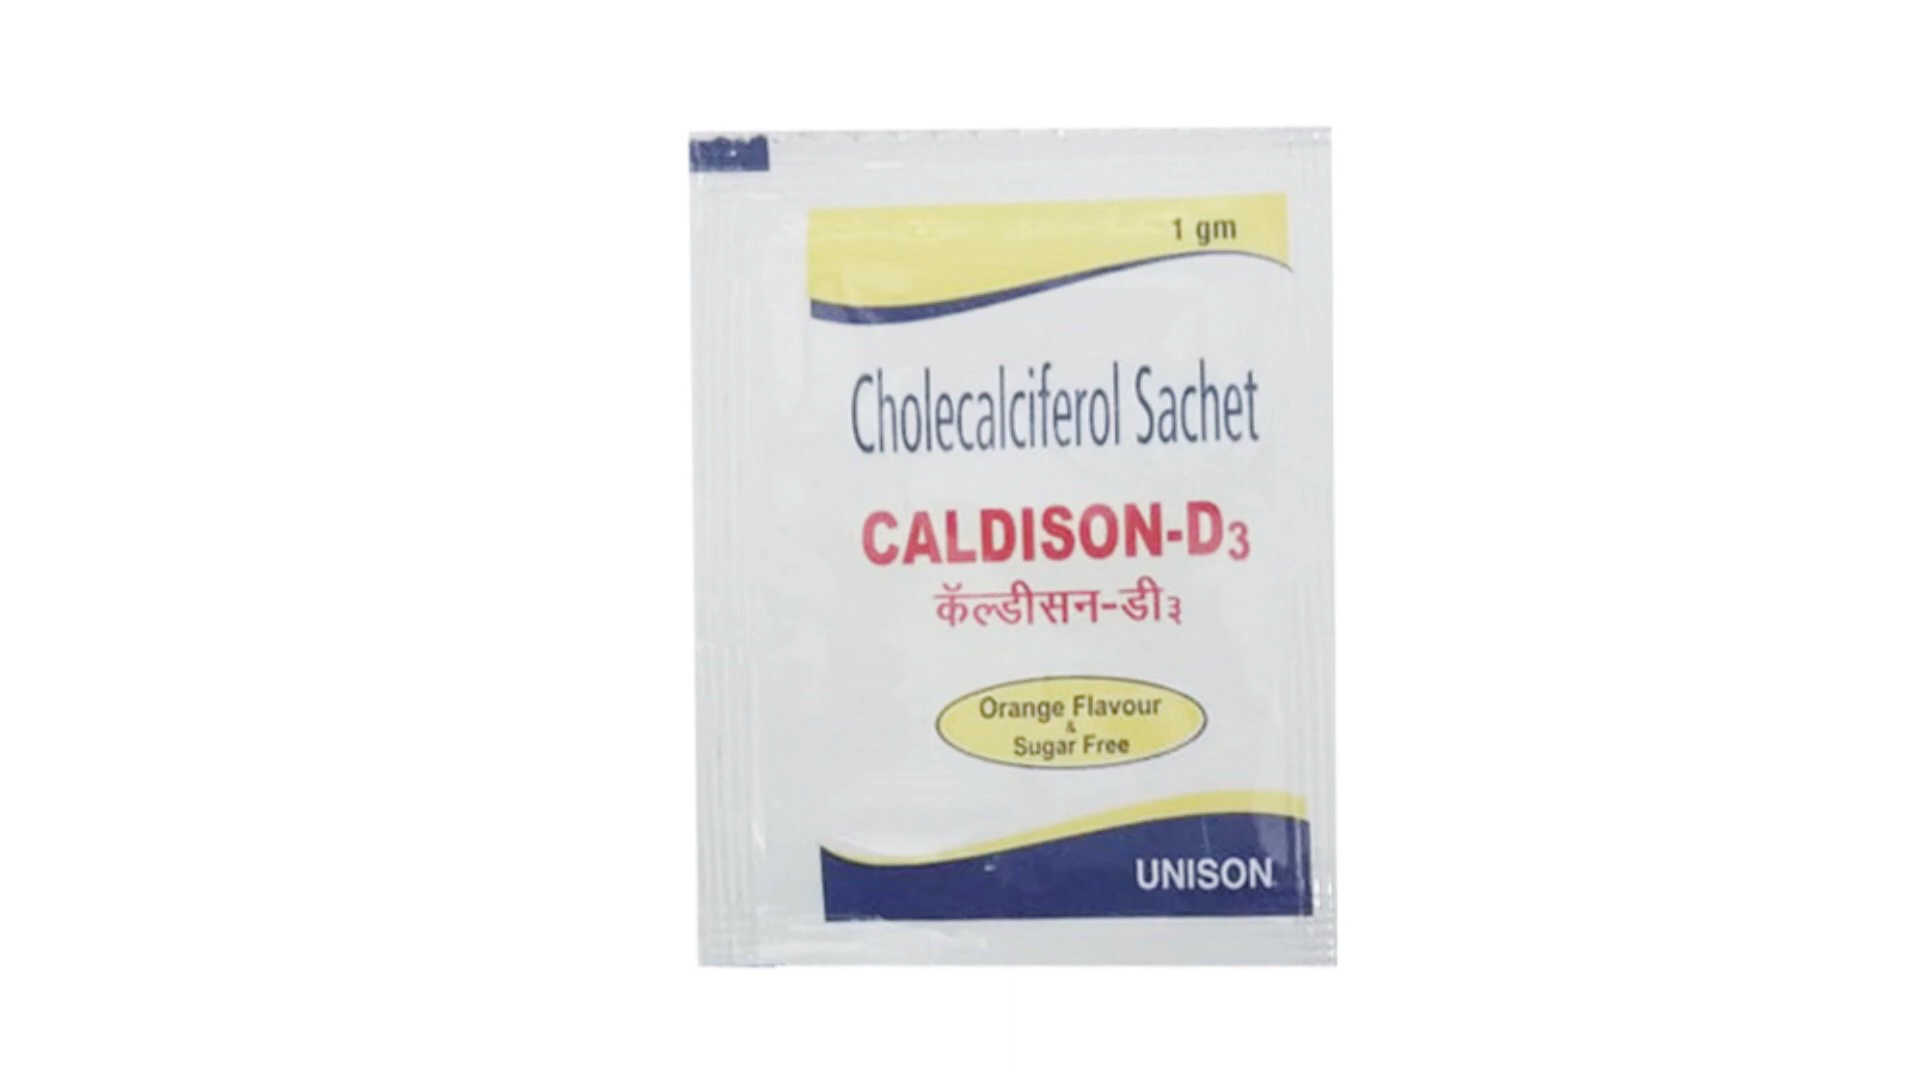 1 gm
Cholecalciferol Sachet
CALDISON-D3
कॅल्डीसन-डी३
Orange Flavour
&
Sugar Free
UNISON